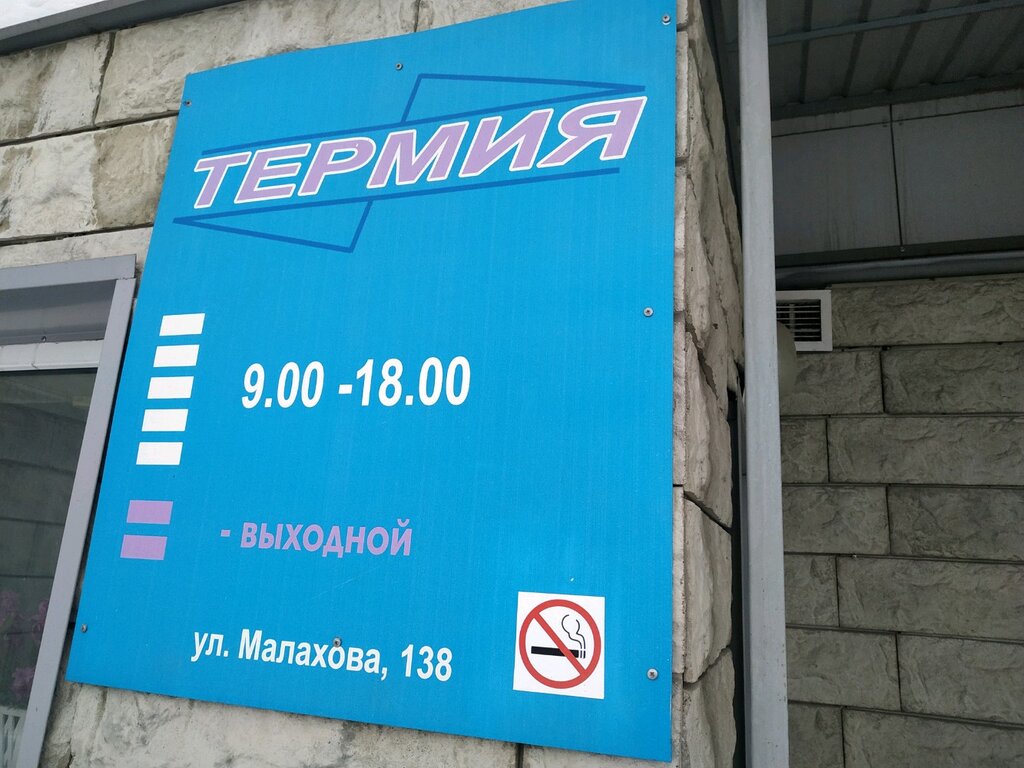 ТЕРМИЯ
9.00 -18.00
- ВЫХОДНОЙ
ул. Малахова, 138